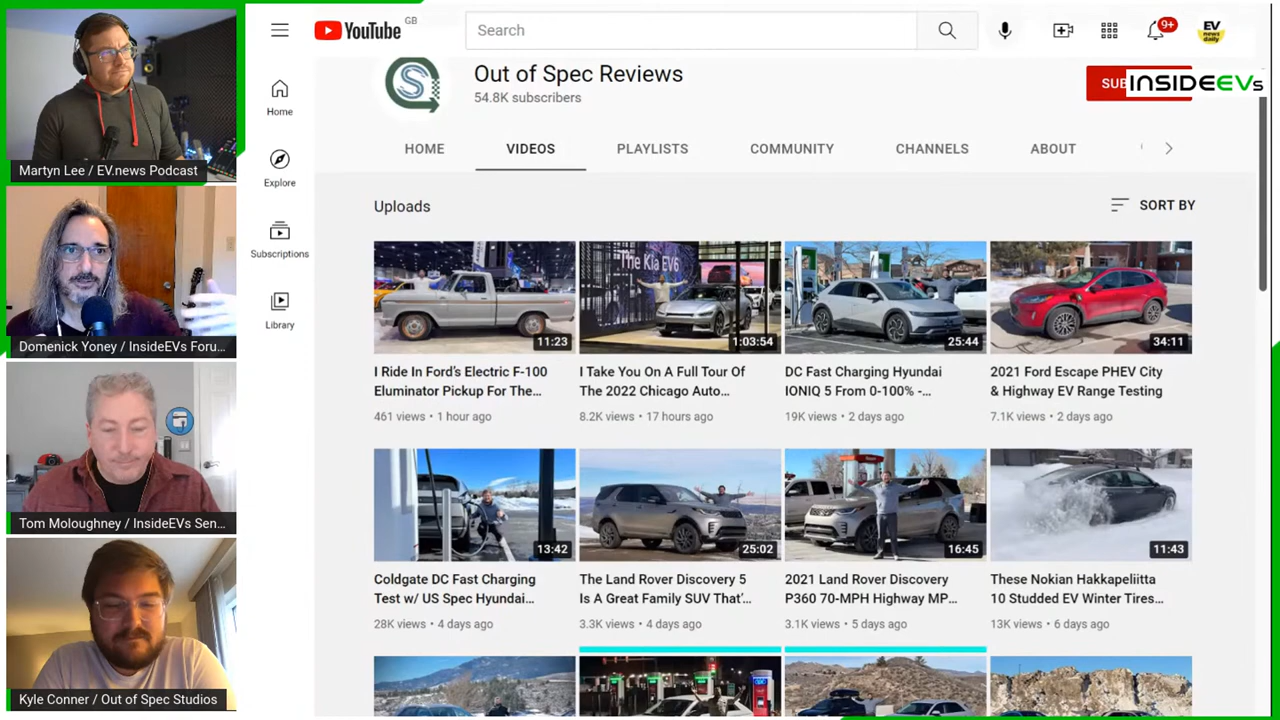 Martyn Lee / EV.news Podcast
Domenick Yoney / InsideEVs Foru...
Tom Moloughney / InsideEVs Sen...
Kyle Conner / Out of Spec Studios
YouTube
GB
Search
9+
EV
news
daily
Home
Explore
Subscriptions
Library
Out of Spec Reviews
54.8K subscribers
SUB
INSIDEEVs
HOME
VIDEOS
PLAYLISTS
COMMUNITY
CHANNELS
ABOUT
Uploads
SORT BY
11:23
The Kia EV6
1:03:54
25:44
34:11
I Ride In Ford’s Electric F-100
Eluminator Pickup For The...
461 views • 1 hour ago
I Take You On A Full Tour Of
The 2022 Chicago Auto...
8.2K views • 17 hours ago
DC Fast Charging Hyundai
IONIQ 5 From 0-100% -...
19K views • 2 days ago
2021 Ford Escape PHEV City
& Highway EV Range Testing
7.1K views • 2 days ago
13:42
25:02
16:45
11:43
Coldgate DC Fast Charging
Test w/ US Spec Hyundai...
28K views • 4 days ago
The Land Rover Discovery 5
Is A Great Family SUV That’...
3.3K views • 4 days ago
2021 Land Rover Discovery
P360 70-MPH Highway MP...
3.1K views • 5 days ago
These Nokian Hakkapeliitta
10 Studded EV Winter Tires...
13K views • 6 days ago